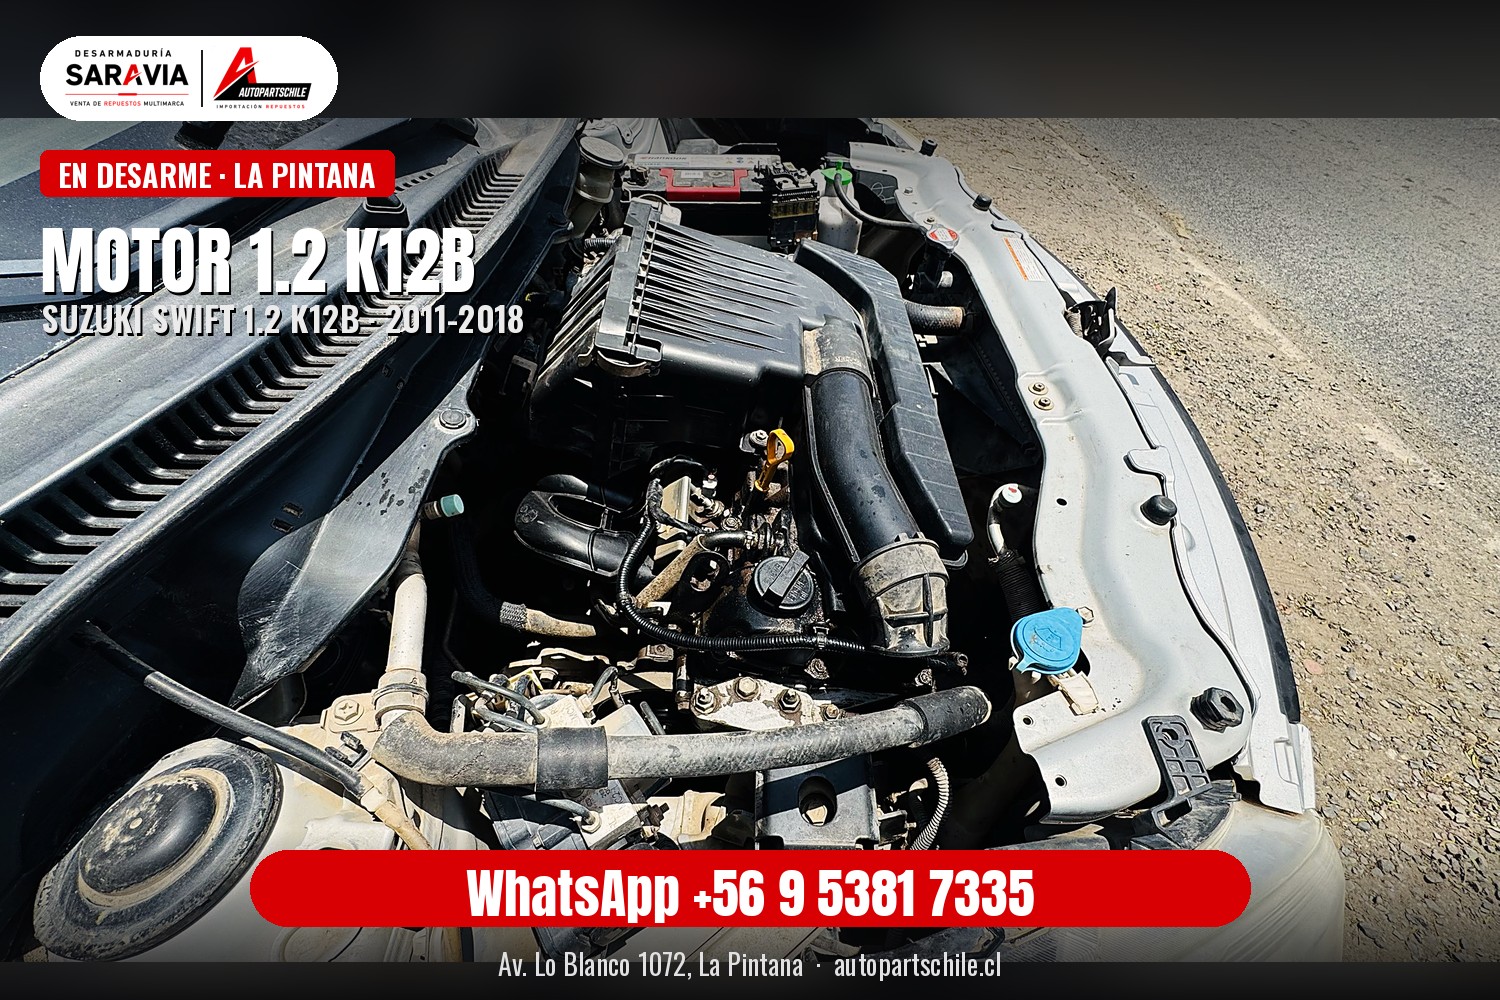 DESARMADURÍA
SARAVIA
VENTA DE REPUESTOS MULTIMARCA
AUTOPARTSCHILE
IMPORTACIÓN REPUESTOS
EN DESARME · LA PINTANA
MOTOR 1.2 K12B
SUZUKI SWIFT 1.2 K12B · 2011-2018
WhatsApp +56 9 5381 7335
Av. Lo Blanco 1072, La Pintana · autopartschile.cl